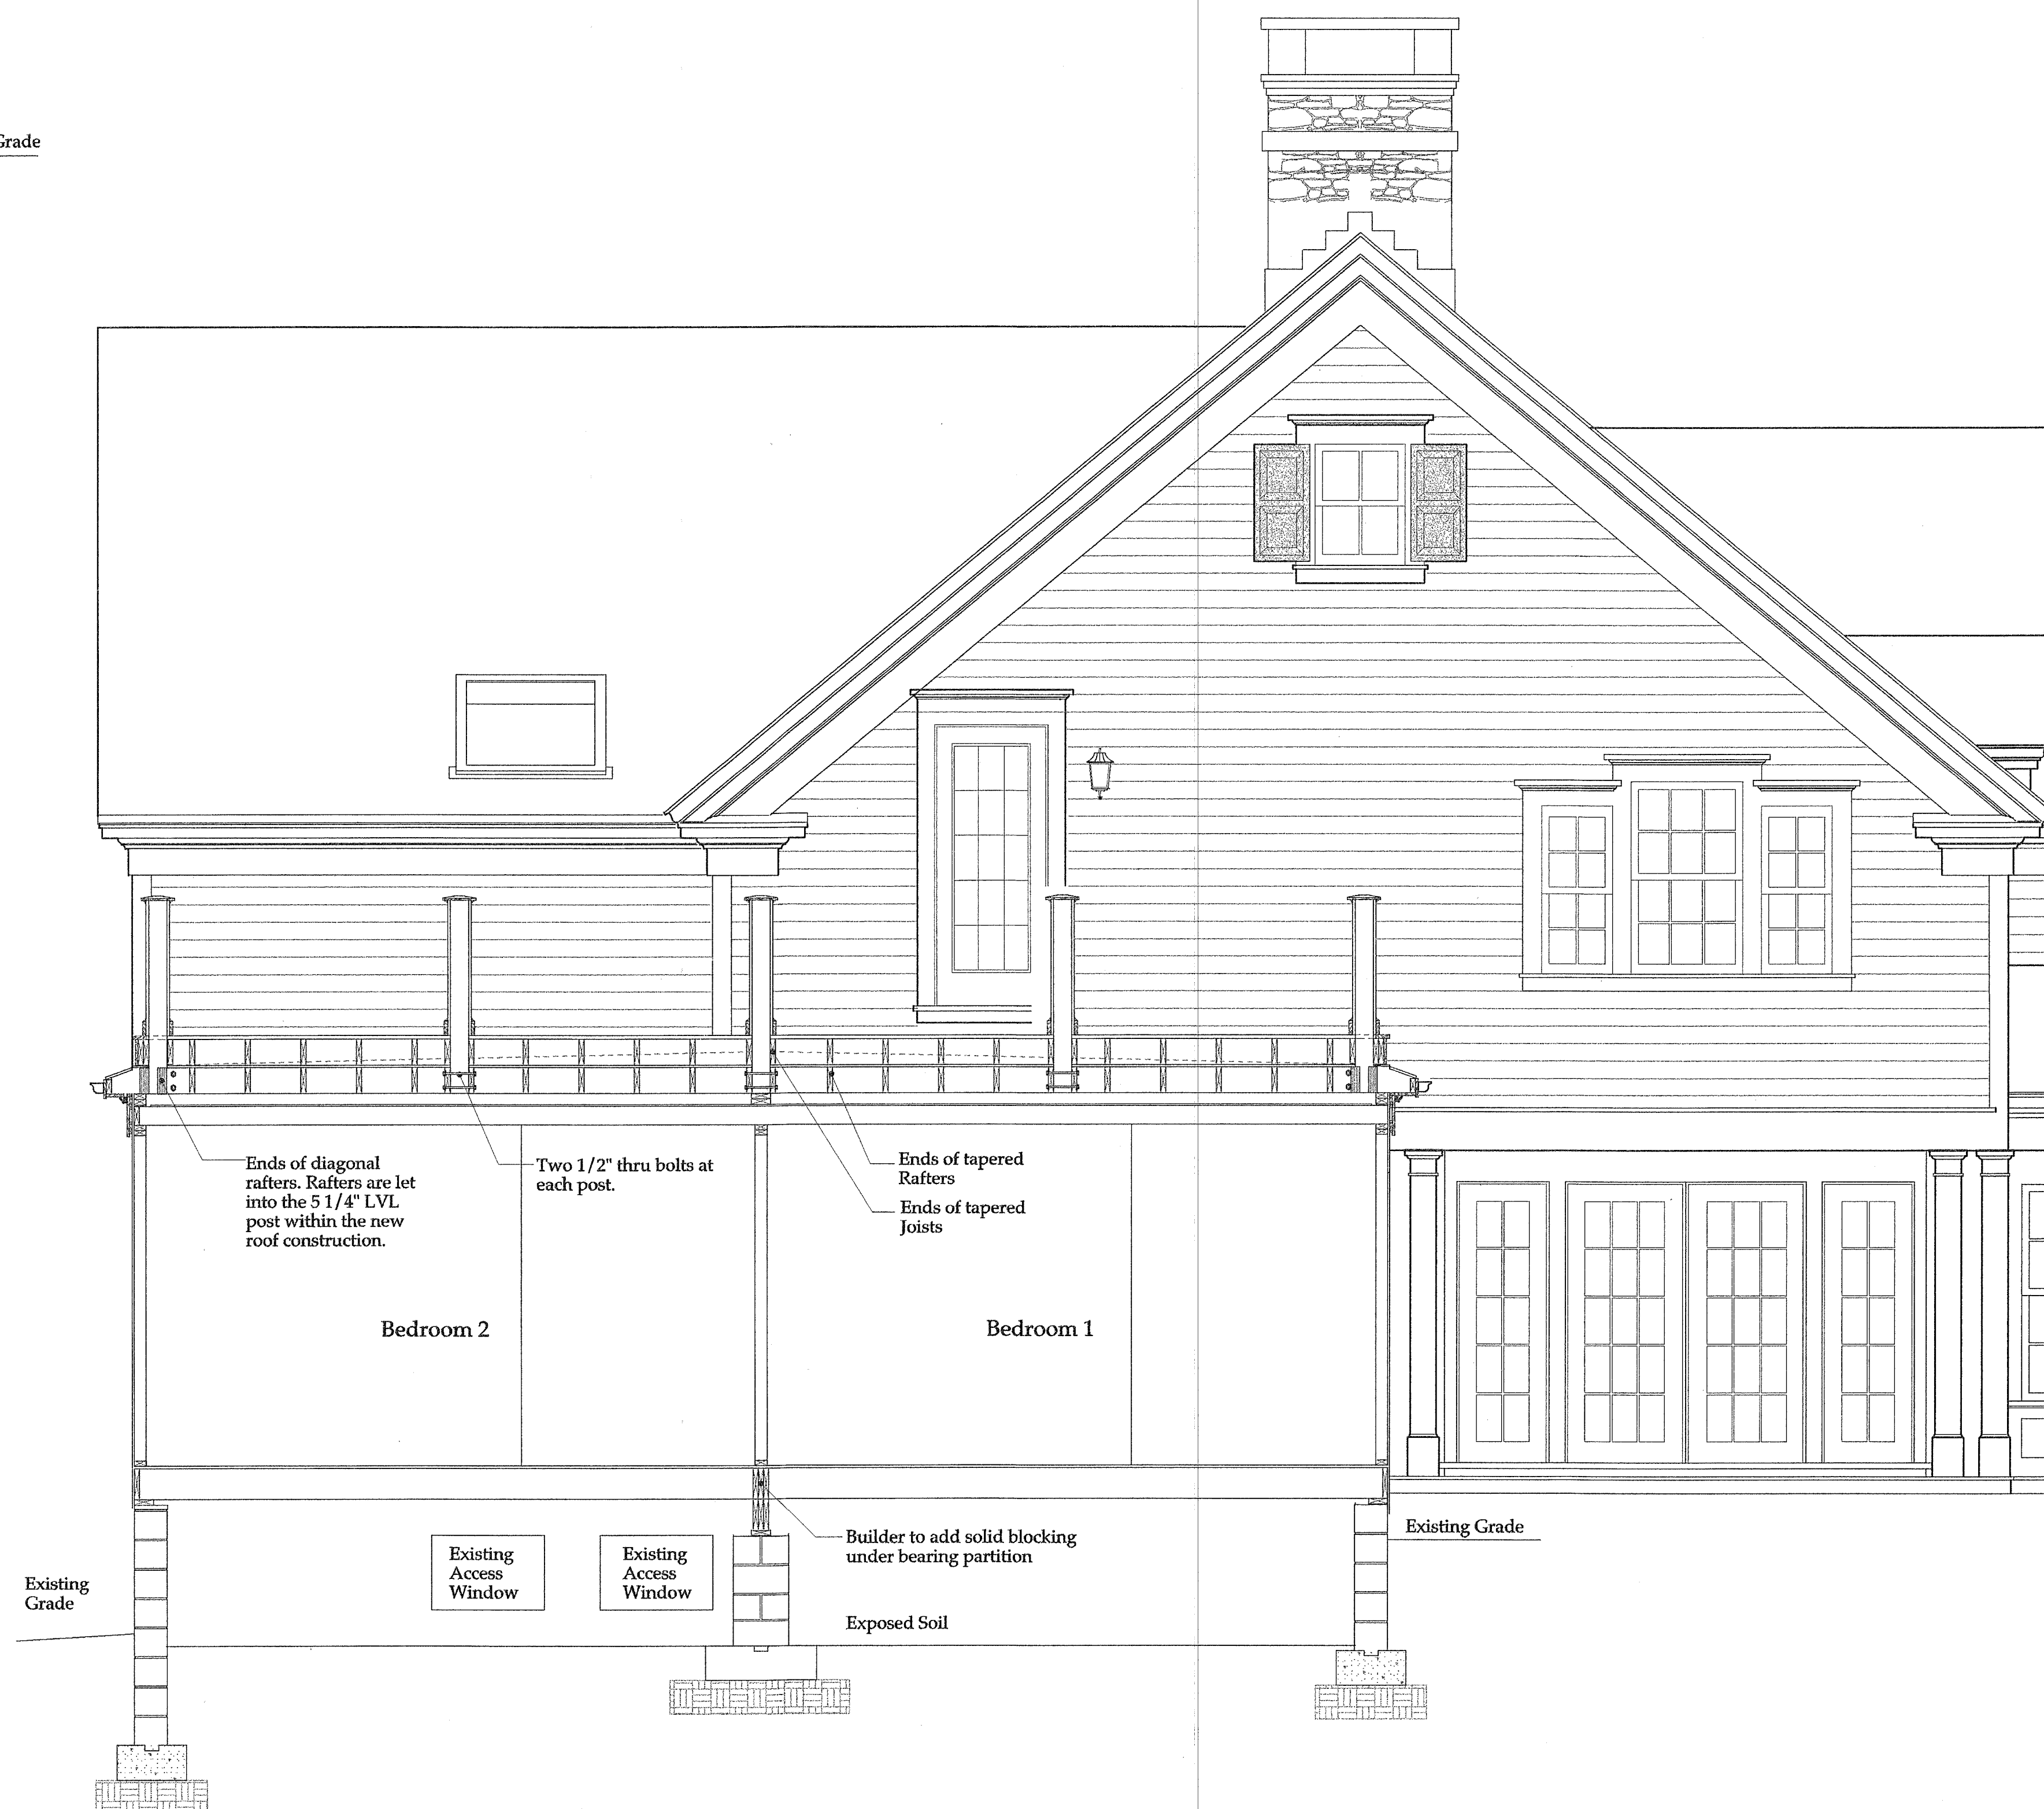 Grade
Ends of diagonal
rafters. Rafters are let
into the 5 1/4" LVL
post within the new
roof construction.
Two 1/2" thru bolts at
each post.
Ends of tapered
Rafters
Ends of tapered
Joists
Bedroom 2
Bedroom 1
Builder to add solid blocking
under bearing partition
Existing Grade
Existing
Access
Window
Existing
Access
Window
Existing
Grade
Exposed Soil